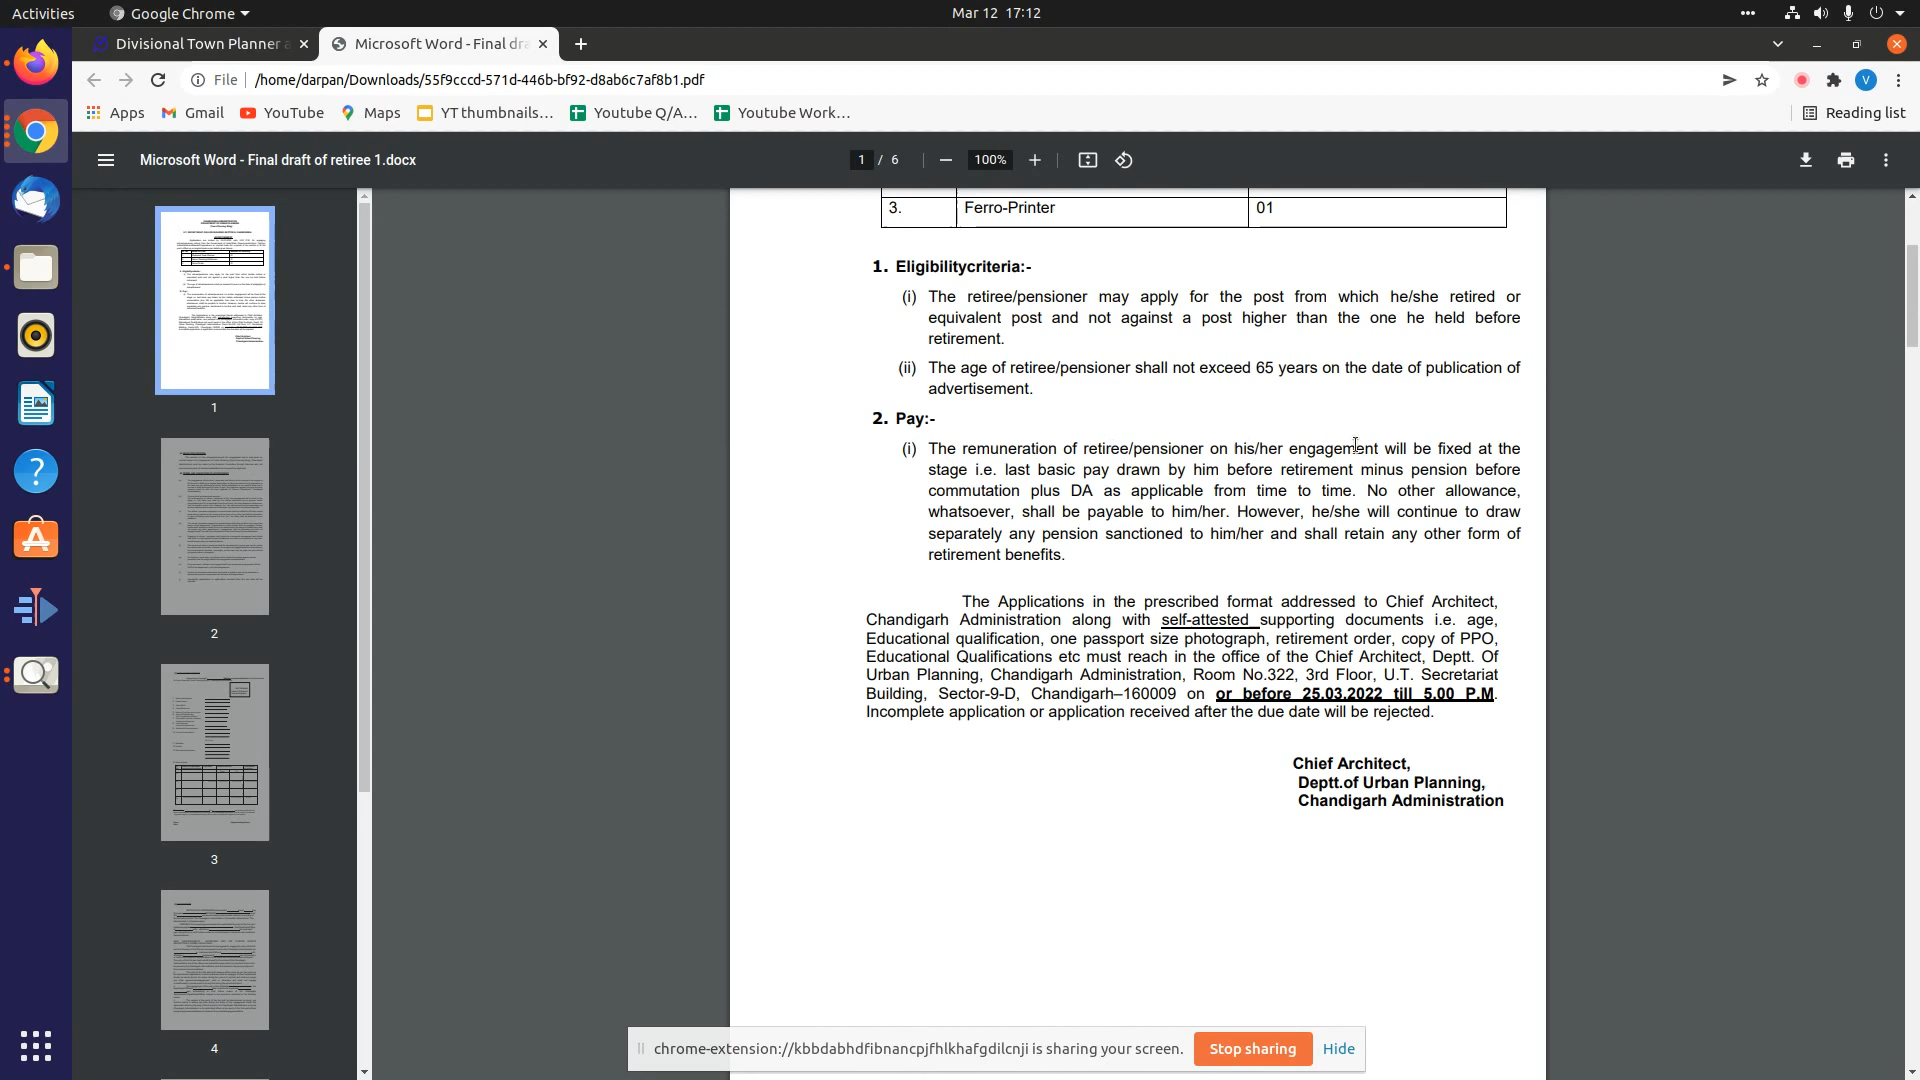 Activities
Google Chrome
Mar 12 17:12
Divisional Town Planner a
Microsoft Word - Final dra
File
/home/darpan/Downloads/55f9cccd-571d-446b-bf92-d8ab6c7af8b1.pdf
V
Apps
Gmail
YouTube
Maps
YT thumbnails...
Youtube Q/A...
Youtube Work...
Reading list
Microsoft Word - Final draft of retiree 1.docx
1 / 6
100%
3. Ferro-Printer 01
1. Eligibilitycriteria:-
(i) The retiree/pensioner may apply for the post from which he/she retired or
equivalent post and not against a post higher than the one he held before
retirement.
(ii) The age of retiree/pensioner shall not exceed 65 years on the date of publication of
advertisement.
2. Pay:-
(i) The remuneration of retiree/pensioner on his/her engagement will be fixed at the
stage i.e. last basic pay drawn by him before retirement minus pension before
commutation plus DA as applicable from time to time. No other allowance,
whatsoever, shall be payable to him/her. However, he/she will continue to draw
separately any pension sanctioned to him/her and shall retain any other form of
retirement benefits.
The Applications in the prescribed format addressed to Chief Architect,
Chandigarh Administration along with self-attested supporting documents i.e. age,
Educational qualification, one passport size photograph, retirement order, copy of PPO,
Educational Qualifications etc must reach in the office of the Chief Architect, Deptt. Of
Urban Planning, Chandigarh Administration, Room No.322, 3rd Floor, U.T. Secretariat
Building, Sector-9-D, Chandigarh–160009 on or before 25.03.2022 till 5.00 P.M.
Incomplete application or application received after the due date will be rejected.
Chief Architect,
Deptt.of Urban Planning,
Chandigarh Administration
1
2
3
4
chrome-extension://kbbdabhdfibnancpjfhlkhafgdilcnji is sharing your screen.
Stop sharing
Hide